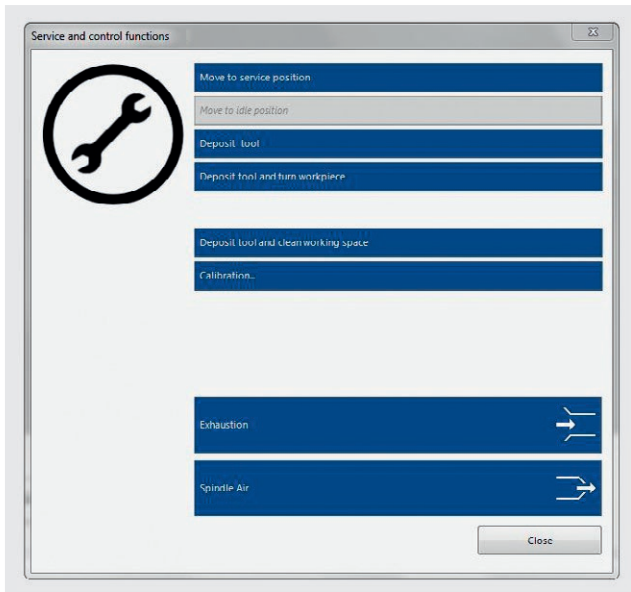 Service and control functions
Move to service position
Move to idle position
Deposit tool
Deposit tool and turn workpiece
Deposit tool and clean working space
Calibration...
Exhaustion
Spindle Air
Close